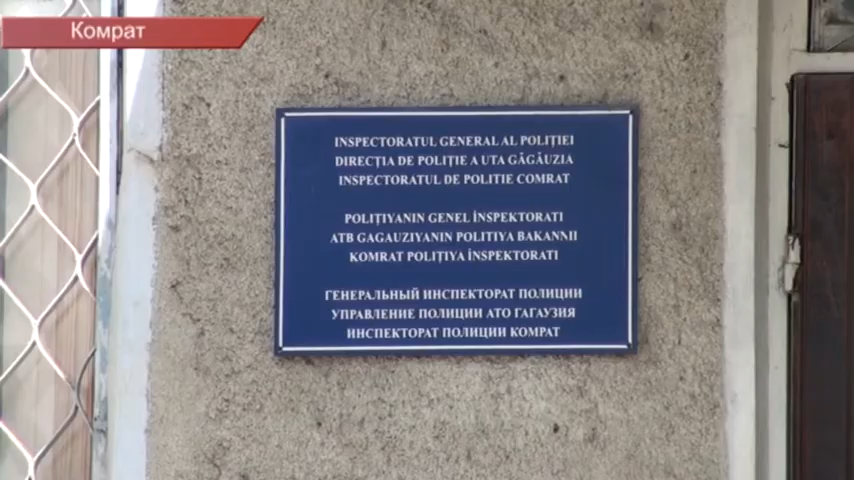 Комрат
INSPECTORATUL GENERAL AL POLIȚIEI
DIRECȚIA DE POLIȚIE A UTA GĂGĂUZIA
INSPECTORATUL DE POLITIE COMRAT
POLIȚIYANIN GENEL İNSPEKTORATI
ATB GAGAUZIYANIN POLITIYA BAKANNII
KOMRAT POLIȚIYA İNSPEKTORATI
ГЕНЕРАЛЬНЫЙ ИНСПЕКТОРАТ ПОЛИЦИИ
УПРАВЛЕНИЕ ПОЛИЦИИ АТО ГАГАУЗИЯ
ИНСПЕКТОРАТ ПОЛИЦИИ КОМРАТ